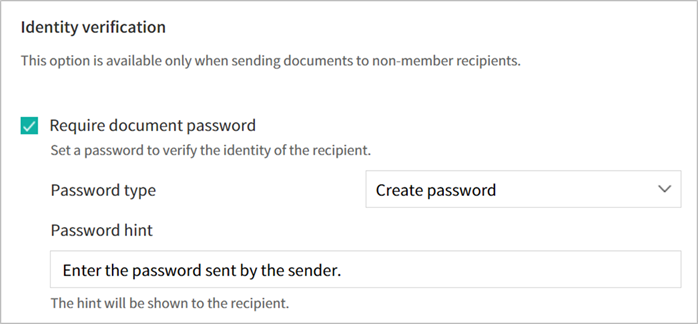 Identity verification
This option is available only when sending documents to non-member recipients.
Require document password
Set a password to verify the identity of the recipient.
Password type
Create password
Password hint
Enter the password sent by the sender.
The hint will be shown to the recipient.